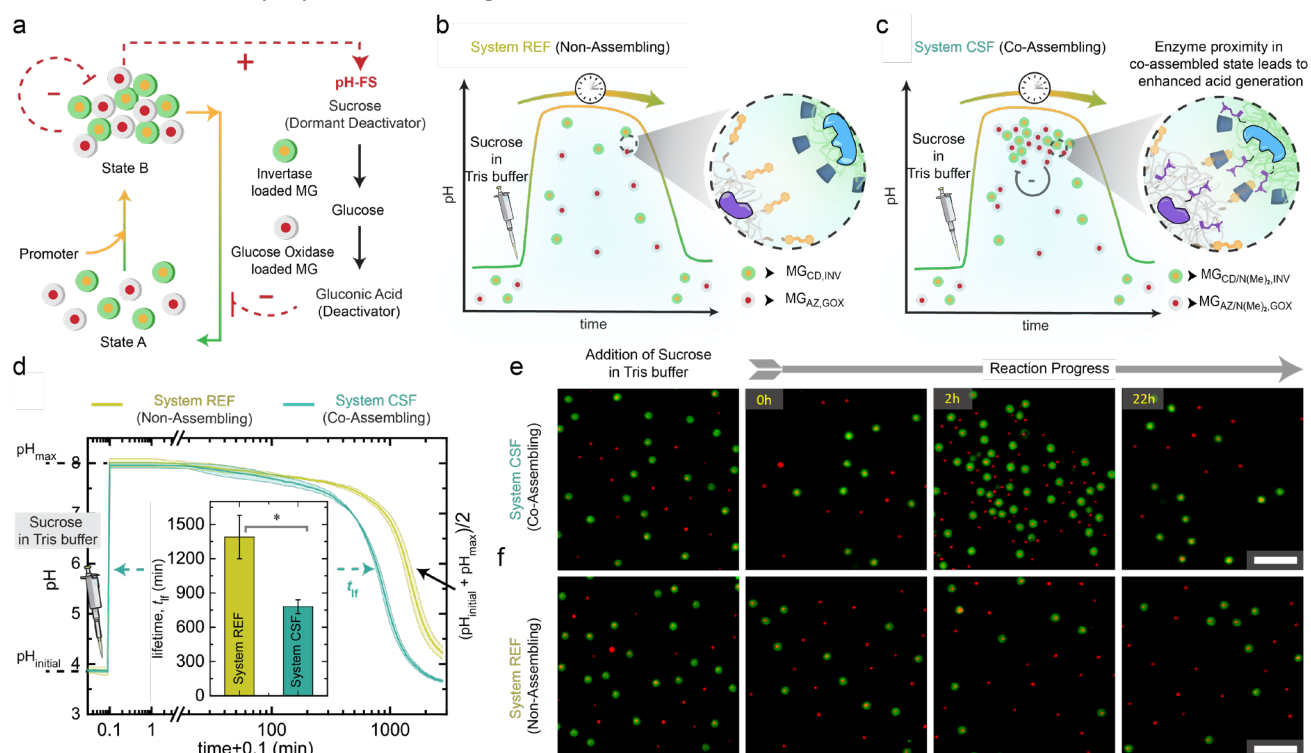 a
+
pH-FS
Sucrose
(Dormant Deactivator)
-
State B
Invertase
loaded MG
Glucose
Promoter
Glucose Oxidase
loaded MG
-
Gluconic Acid
(Deactivator)
State A
b
System REF (Non-Assembling)
Sucrose
in
Tris buffer
pH
MG_CD,INV
MG_AZ,GOX
time
c
System CSF (Co-Assembling)
Enzyme proximity in
co-assembled state leads to
enhanced acid generation
Sucrose
in
Tris buffer
-
pH
MG_CD/N(Me)₂,INV
MG_AZ/N(Me)₂,GOX
time
d
System REF
(Non-Assembling)
System CSF
(Co-Assembling)
pH_max
8
7
6
5
4
3
pH
Sucrose
in Tris buffer
pH_initial
1500
1200
900
600
300
0
lifetime, t_lf (min)
*
System REF
System CSF
t_lf
(pH_initial + pH_max)/2
0.1
1
100
1000
time+0.1 (min)
Addition of Sucrose
in Tris buffer
Reaction Progress
e
System CSF
(Co-Assembling)
0h
2h
22h
f
System REF
(Non-Assembling)